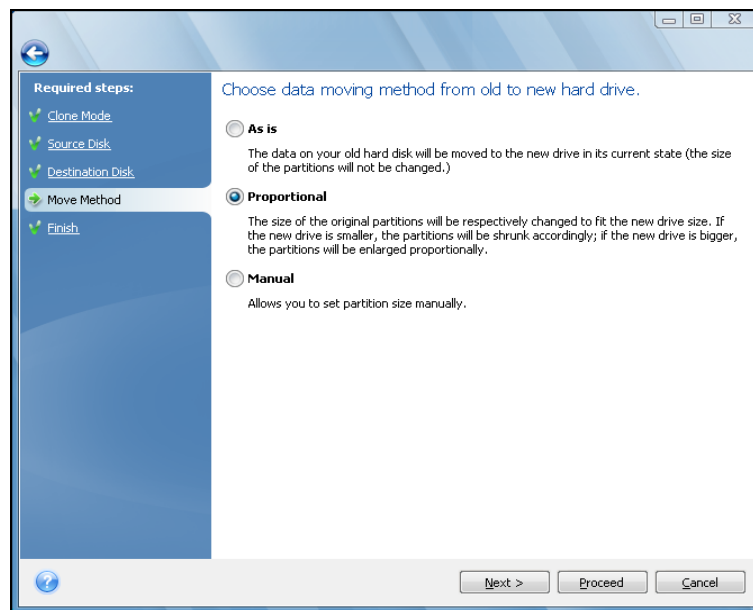 Required steps:
Clone Mode
Source Disk
Destination Disk
Move Method
Finish
Choose data moving method from old to new hard drive.
As is
The data on your old hard disk will be moved to the new drive in its current state (the size
of the partitions will not be changed.)
Proportional
The size of the original partitions will be respectively changed to fit the new drive size. If
the new drive is smaller, the partitions will be shrunk accordingly; if the new drive is bigger,
the partitions will be enlarged proportionally.
Manual
Allows you to set partition size manually.
Next >
Proceed
Cancel